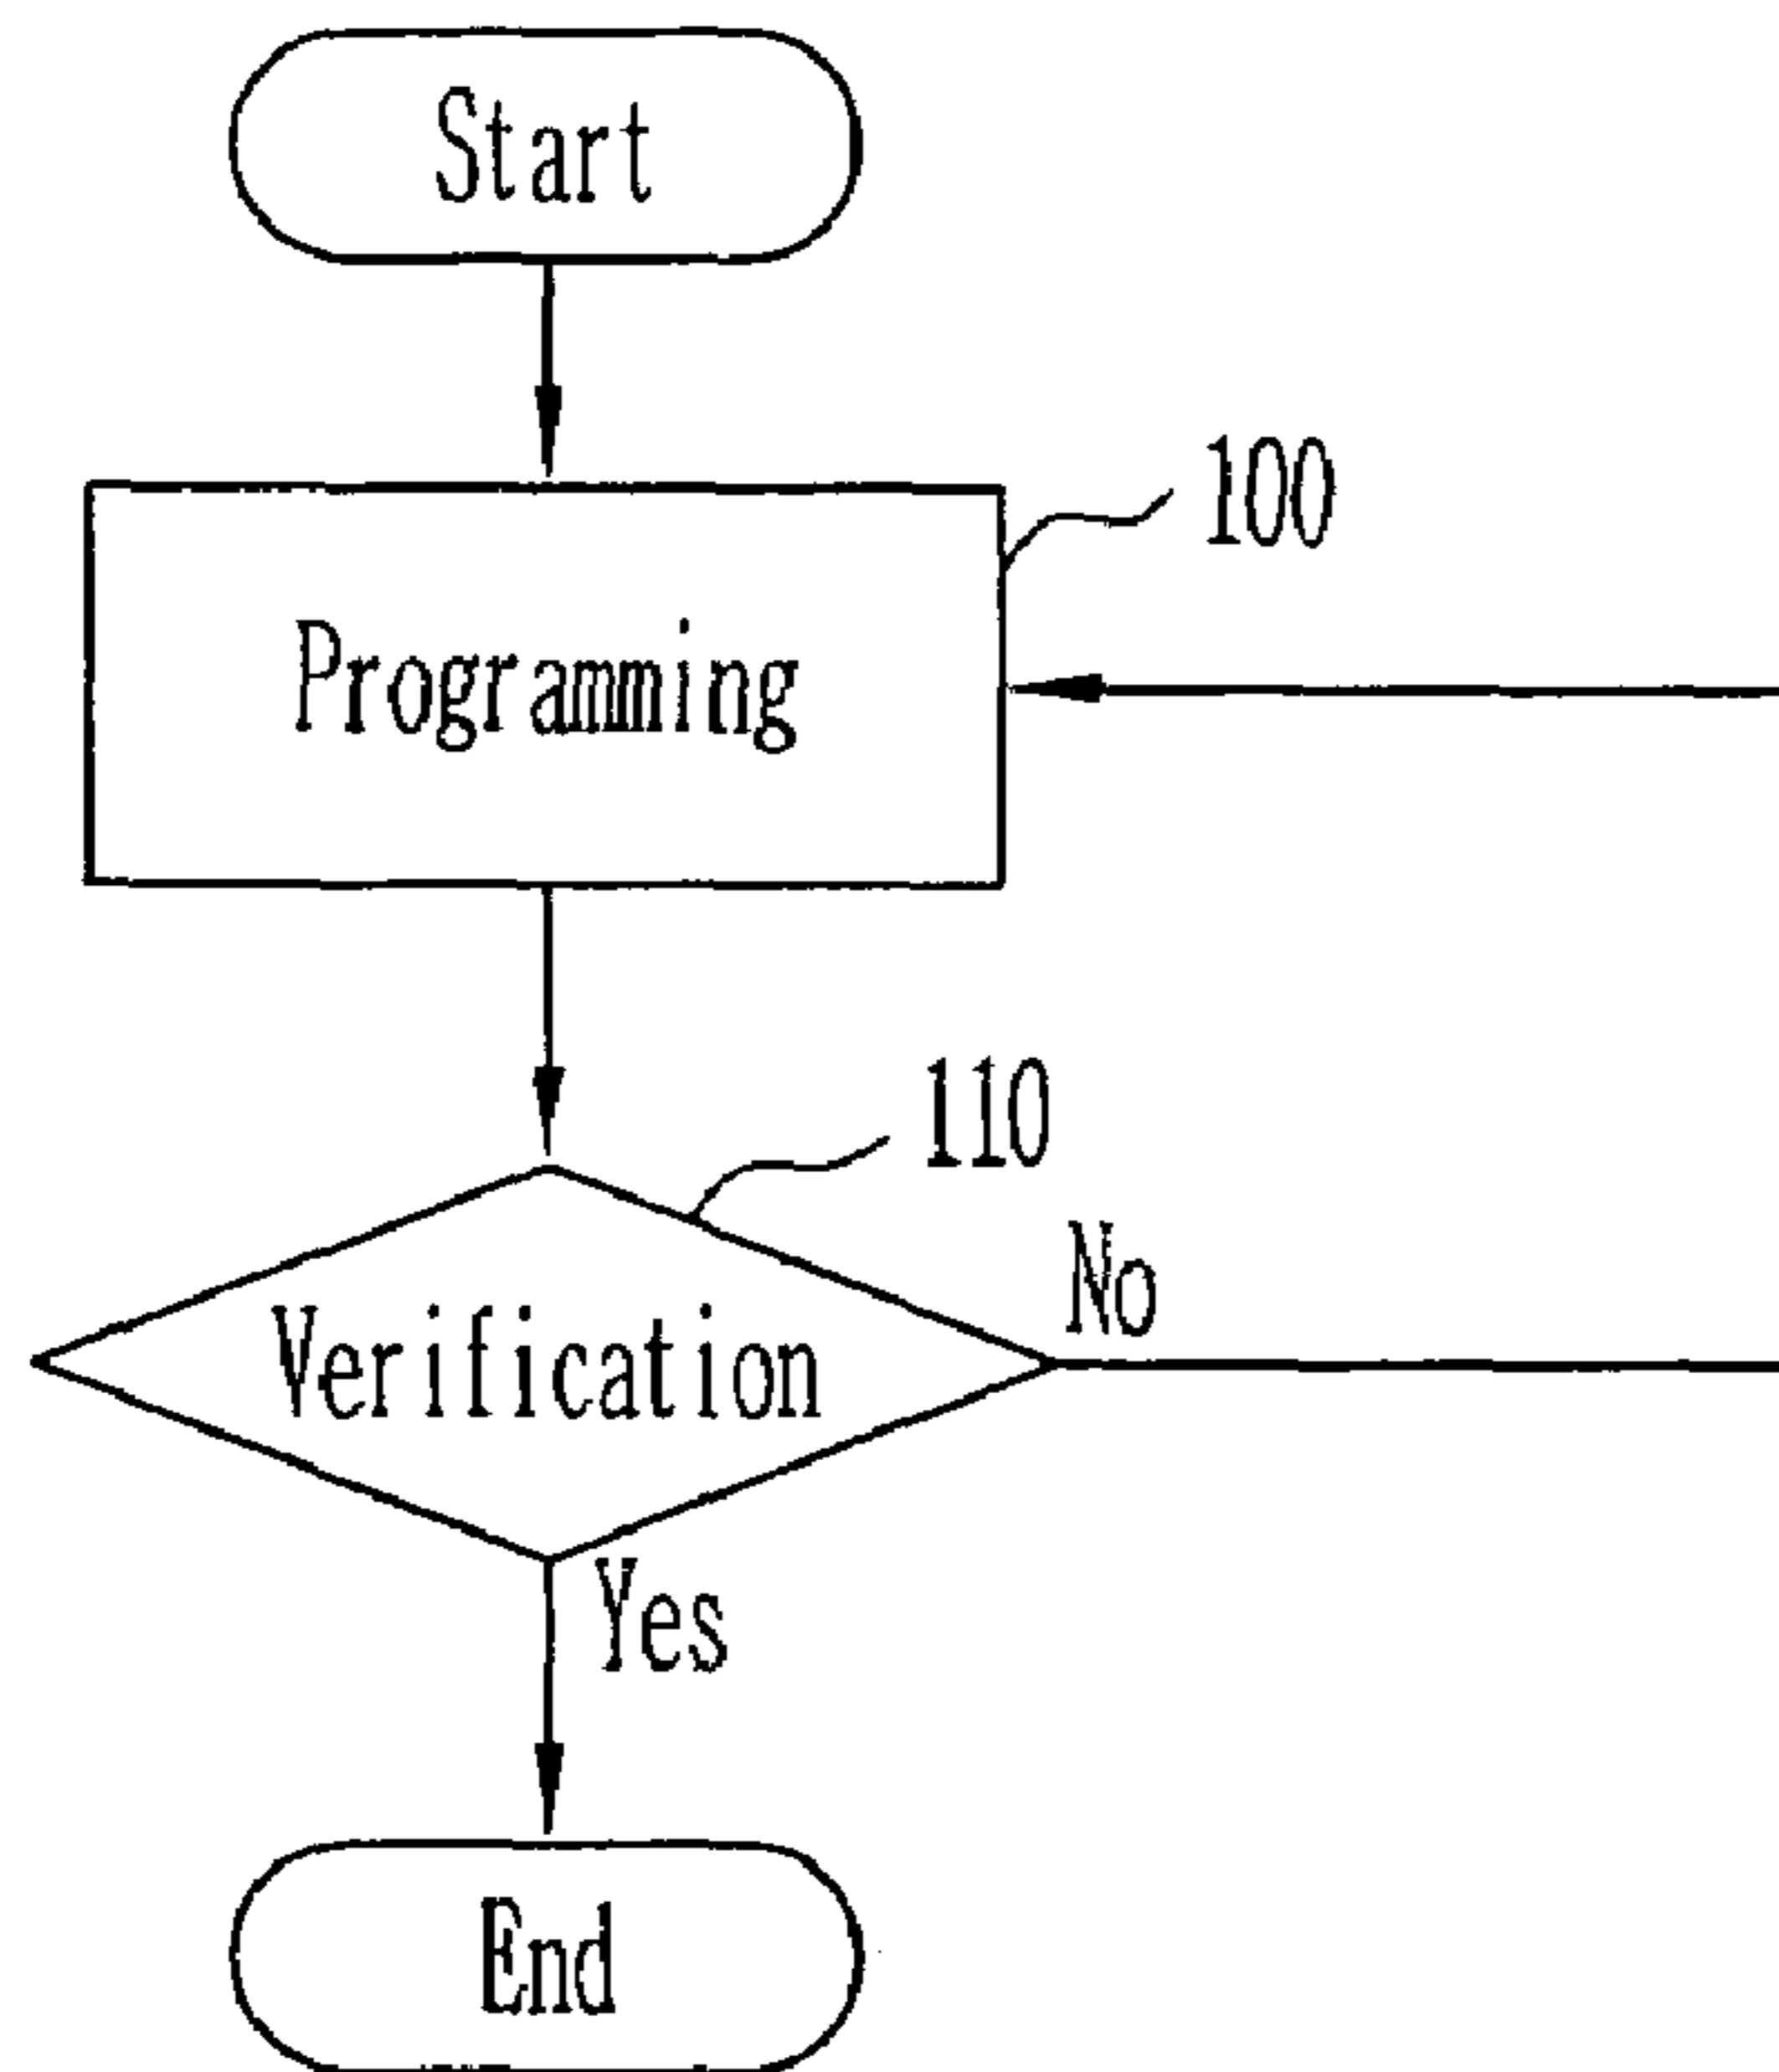 Start
100
Programming
110
No
Verification
Yes
End